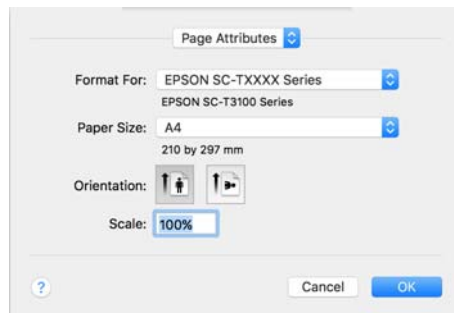 Page Attributes
Format For: EPSON SC-TXXXX Series
EPSON SC-T3100 Series
Paper Size: A4
210 by 297 mm
Orientation:
Scale: 100%
? Cancel OK